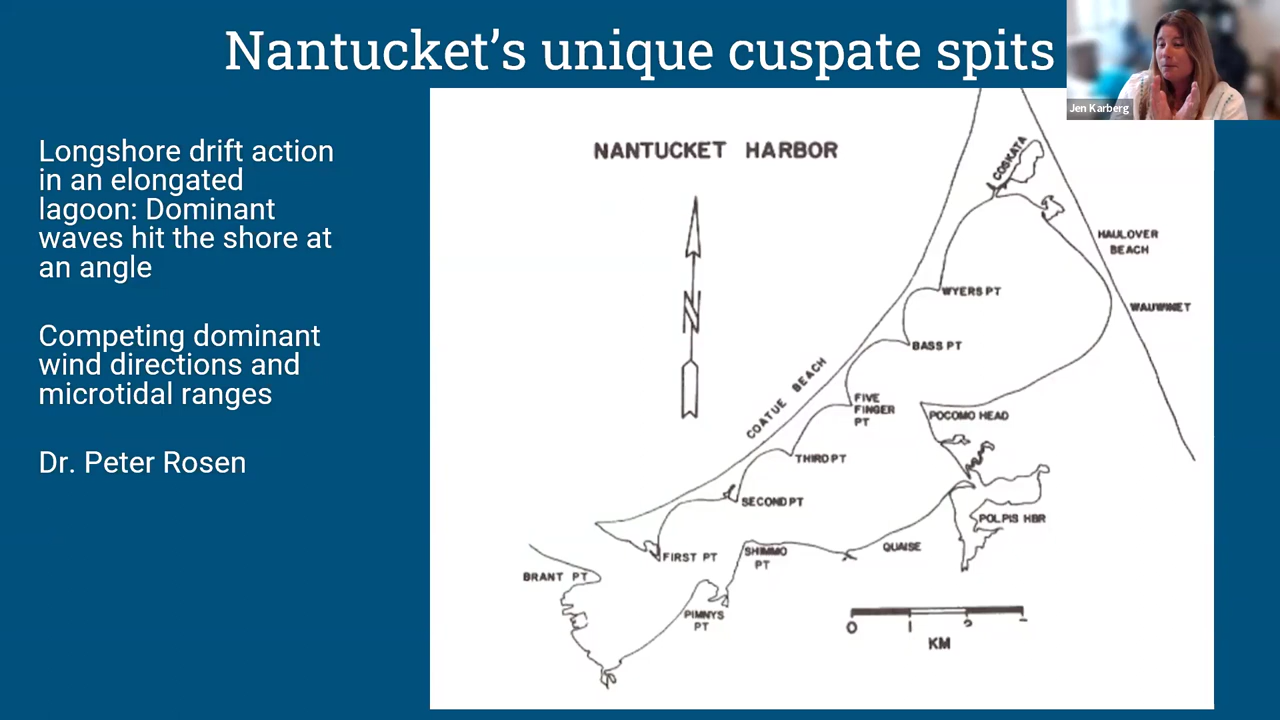 Nantucket’s unique cuspate spits
Jen Karberg
Longshore drift action
in an elongated
lagoon: Dominant
waves hit the shore at
an angle
Competing dominant
wind directions and
microtidal ranges
Dr. Peter Rosen
NANTUCKET HARBOR
N
COSKATA
HAULOVER
BEACH
WYERS PT
WAUWINET
BASS PT
COATUE BEACH
FIVE
FINGER
PT
POCOMO HEAD
THIRD PT
SECOND PT
POLPIS HBR
QUAISE
FIRST PT
SHIMMO
PT
BRANT PT
PIMNYS
PT
0 1
KM